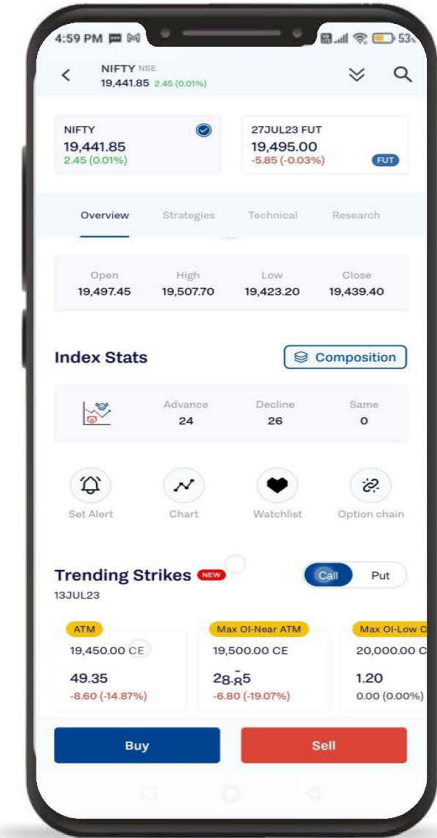 4:59 PM
53%
NIFTY NSE
19,441.85 2.45 (0.01%)
NIFTY
19,441.85
2.45 (0.01%)
27JUL23 FUT
19,495.00
-5.85 (-0.03%)
FUT
Overview Strategies Technical Research
Open High Low Close
19,497.45 19,507.70 19,423.20 19,439.40
Index Stats
Composition
Advance Decline Same
24 26 0
Set Alert Chart Watchlist Option chain
Trending Strikes NEW
Call Put
13JUL23
ATM Max OI-Near ATM Max OI-Low C
19,450.00 CE 19,500.00 CE 20,000.00 C
49.35 1.20
-8.60 (-14.87%) -6.80 (-19.07%) 0.00 (0.00%)
Buy Sell